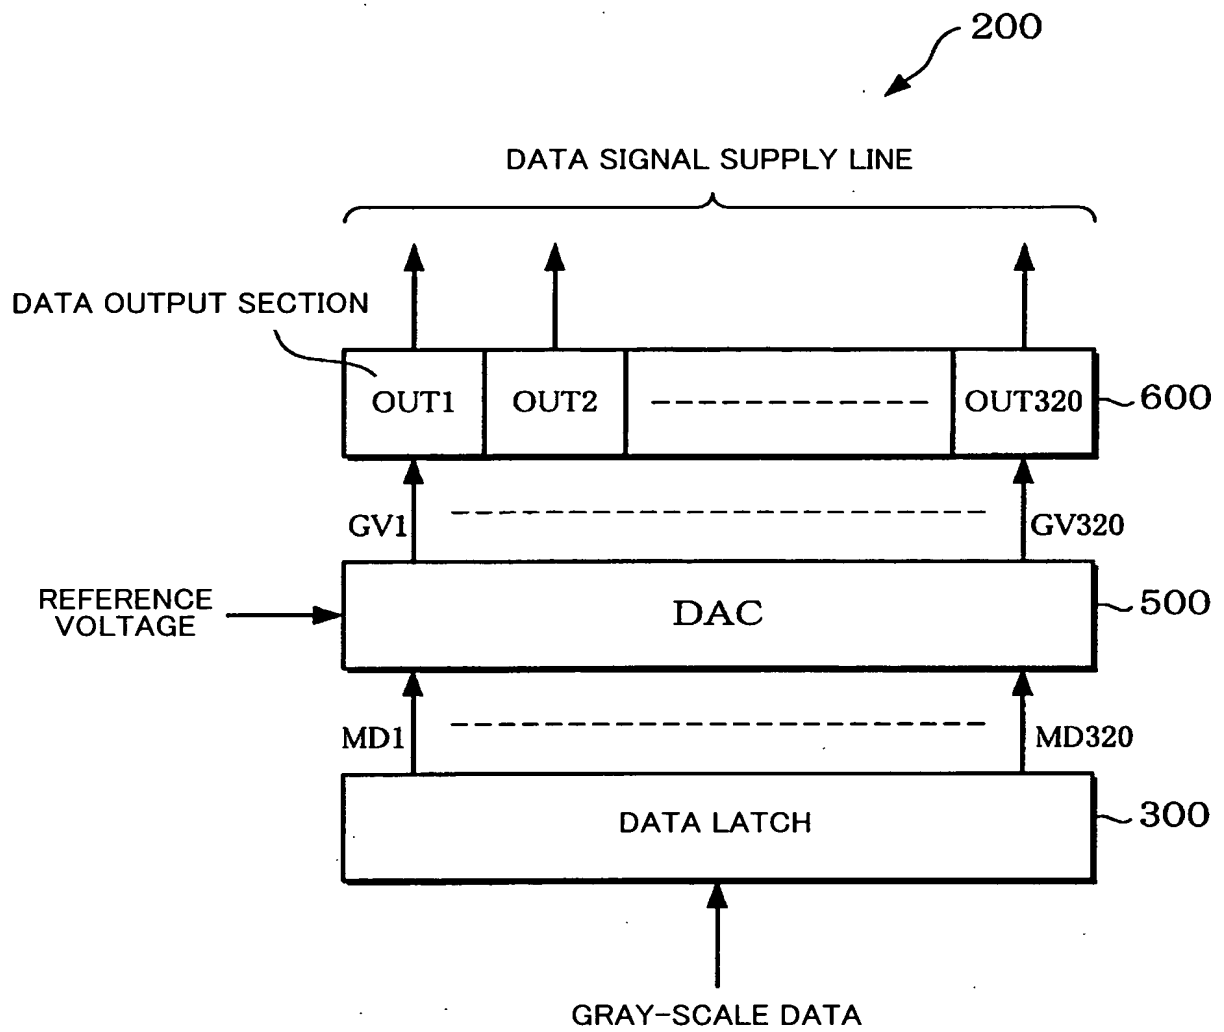 200
DATA SIGNAL SUPPLY LINE
DATA OUTPUT SECTION
OUT1 OUT2 OUT320 600
GV1 GV320
REFERENCE
VOLTAGE
DAC 500
MD1 MD320
DATA LATCH 300
GRAY-SCALE DATA